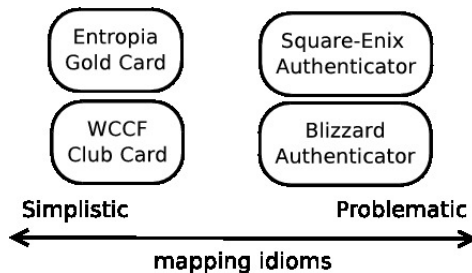 Entropia
Gold Card
Square-Enix
Authenticator
WCCF
Club Card
Blizzard
Authenticator
Simplistic
Problematic
mapping idioms